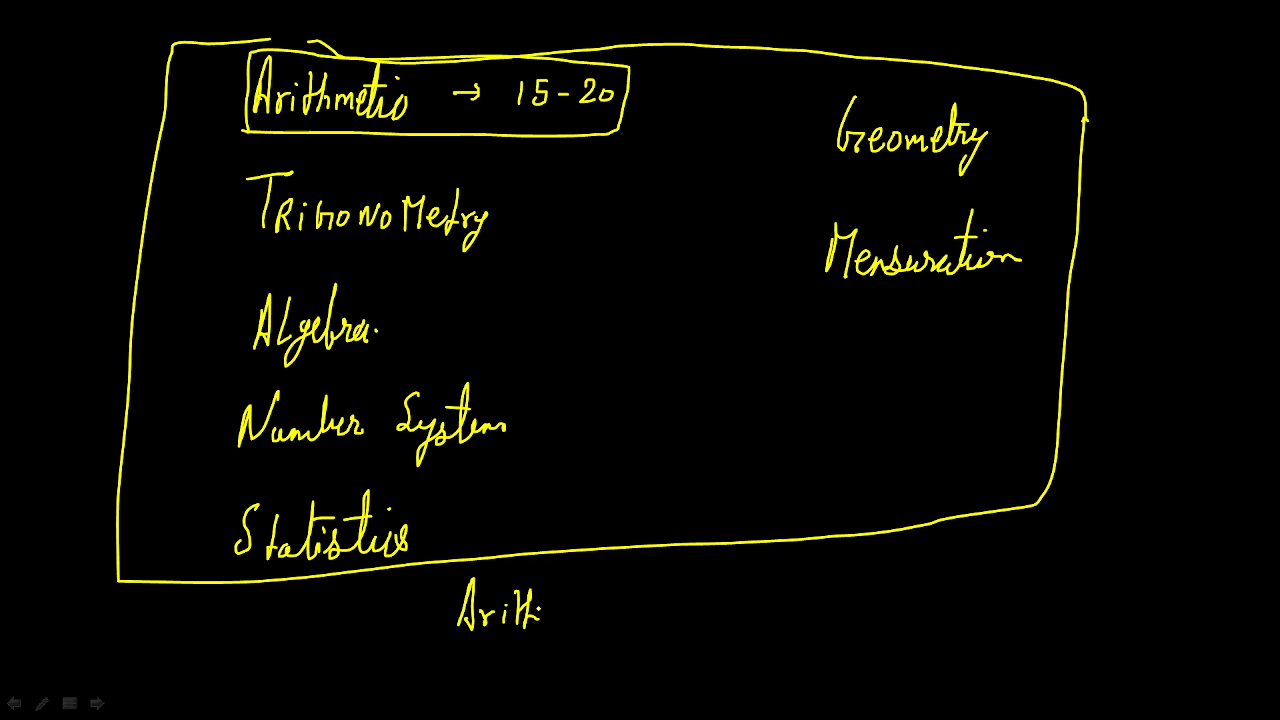 Arithmetic → 15-20
Trigonometry
Algebra.
Number System
Statistics
Geometry
Mensuration
Arith